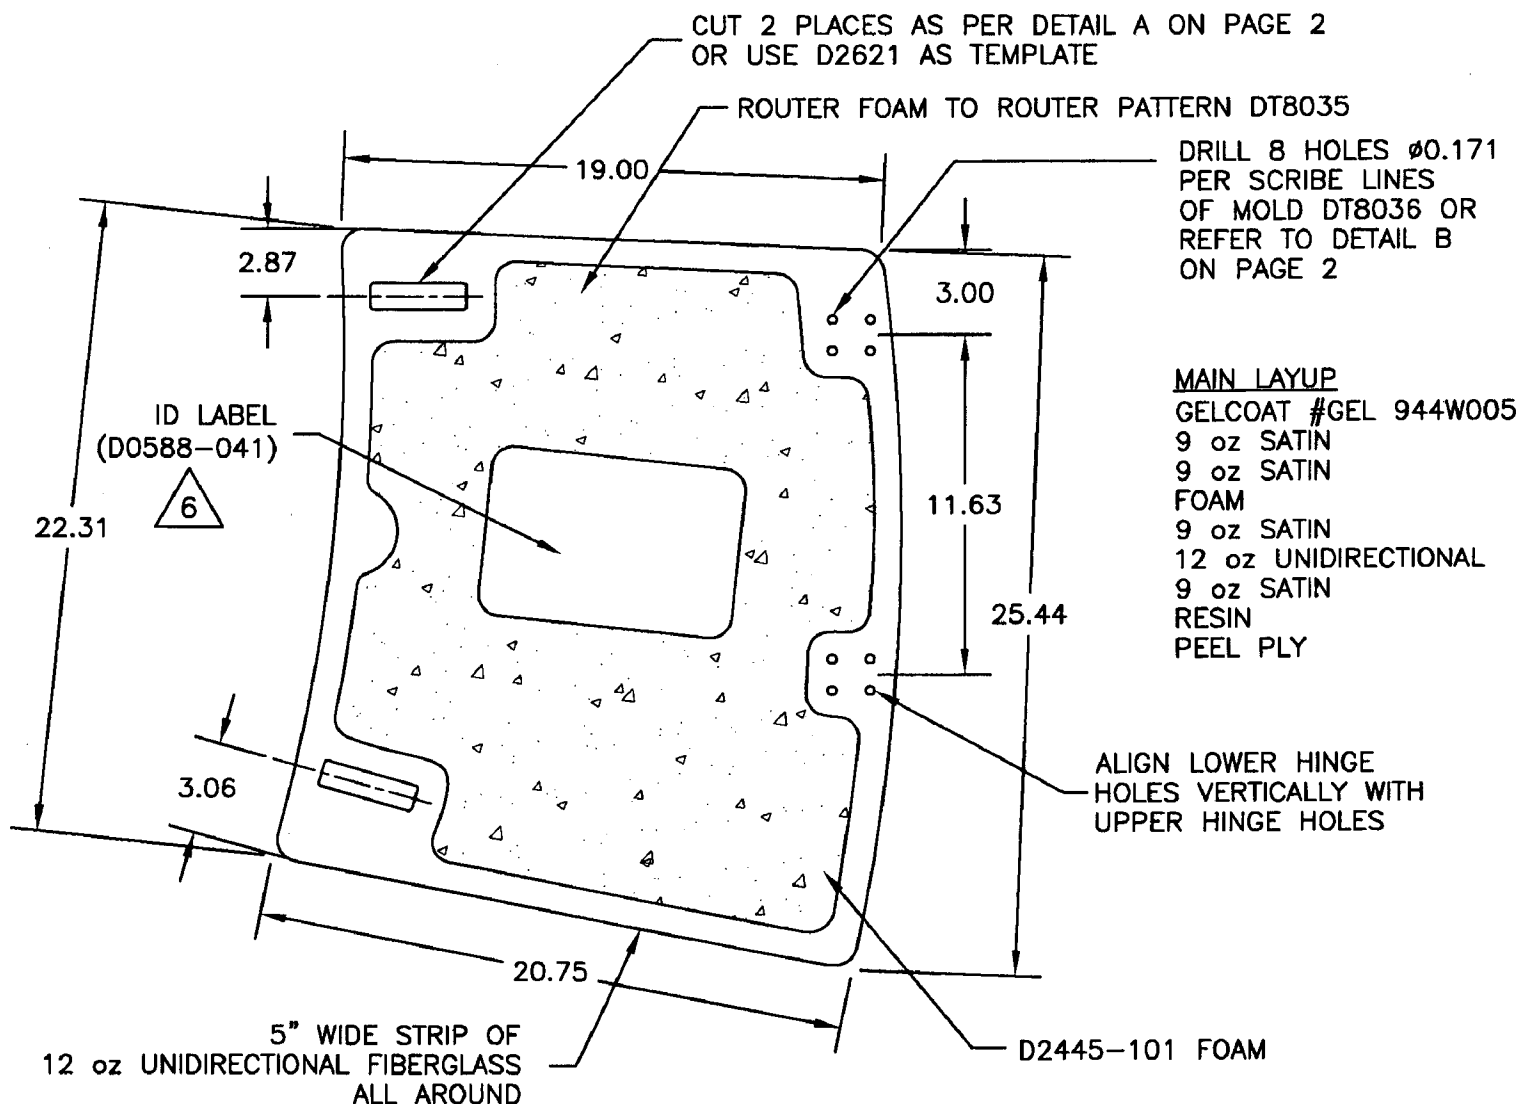 CUT 2 PLACES AS PER DETAIL A ON PAGE 2
OR USE D2621 AS TEMPLATE
ROUTER FOAM TO ROUTER PATTERN DT8035
DRILL 8 HOLES ø0.171
PER SCRIBE LINES
OF MOLD DT8036 OR
REFER TO DETAIL B
ON PAGE 2
19.00
2.87
3.00
MAIN LAYUP
GELCOAT #GEL 944W005
9 oz SATIN
9 oz SATIN
FOAM
9 oz SATIN
12 oz UNIDIRECTIONAL
9 oz SATIN
RESIN
PEEL PLY
ID LABEL
(D0588-041)
6
22.31
11.63
25.44
3.06
ALIGN LOWER HINGE
HOLES VERTICALLY WITH
UPPER HINGE HOLES
20.75
5" WIDE STRIP OF
12 oz UNIDIRECTIONAL FIBERGLASS
ALL AROUND
D2445-101 FOAM